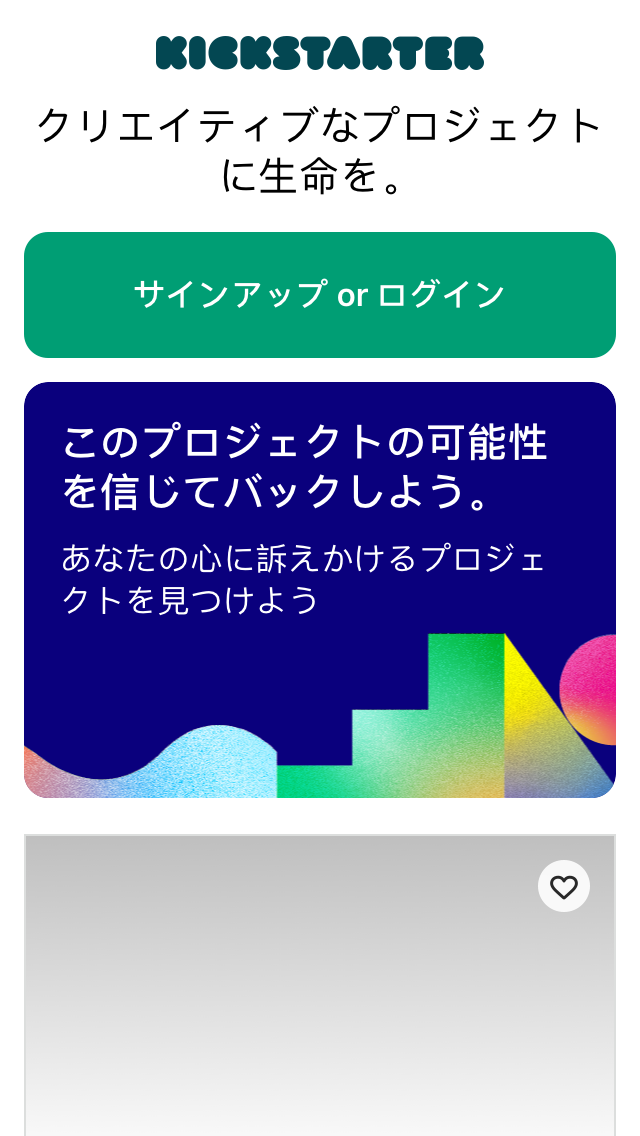 KICKSTARTER
クリエイティブなプロジェクト
に生命を。
サインアップ or ログイン
このプロジェクトの可能性
を信じてバックしよう。
あなたの心に訴えかけるプロジェ
クトを見つけよう